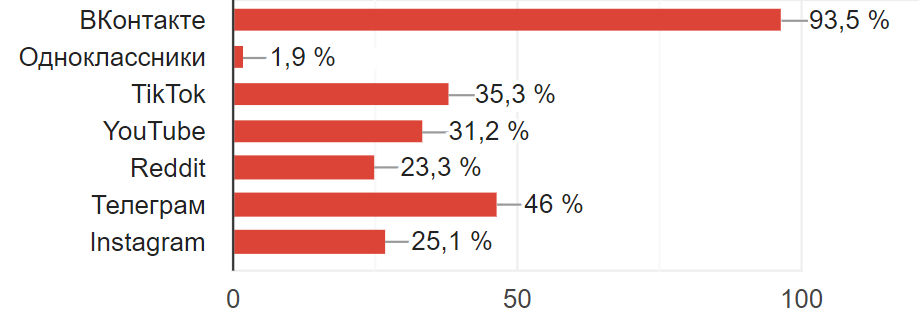 ВКонтакте 93,5 %
Одноклассники 1,9 %
TikTok 35,3 %
YouTube 31,2 %
Reddit 23,3 %
Телеграм 46 %
Instagram 25,1 %
0 50 100